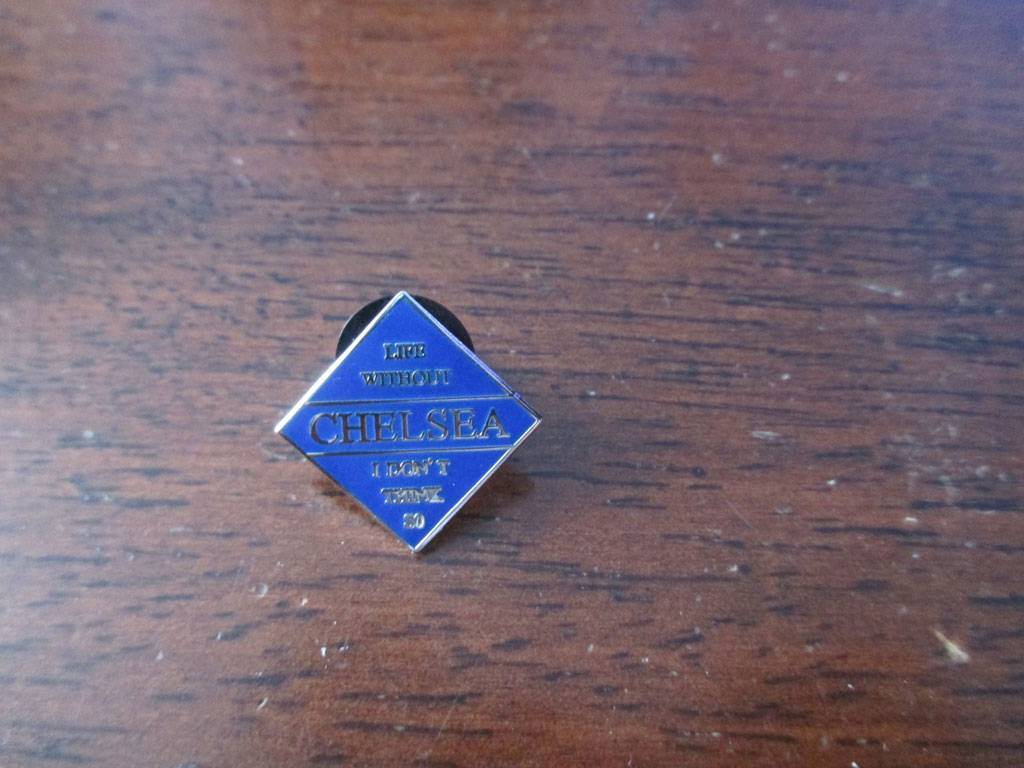 LIFE
WITHOUT
CHELSEA
I DON'T
THINK
SO